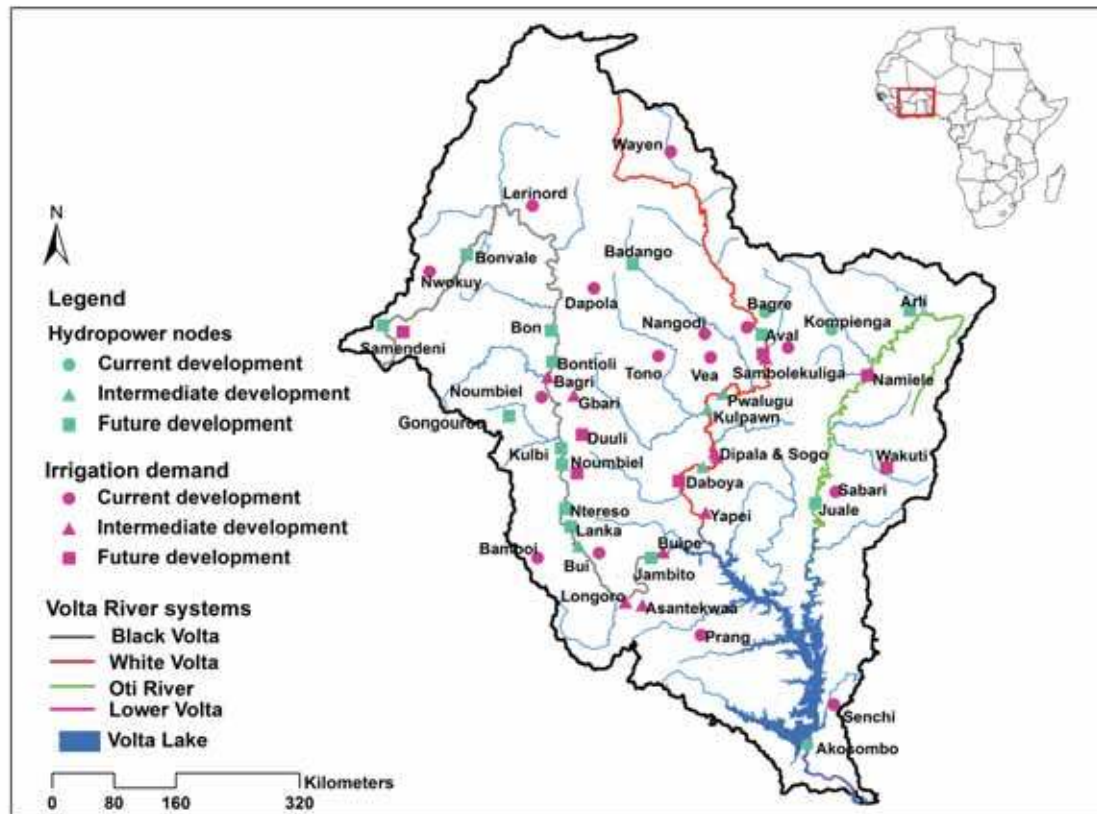 Wayen
Lerinord
Bonvale
Badango
Nwokuy
Dapola
Bagre
Arli
Kompienga
Nangodi
Aval
Bon
Samendeni
Bontioli
Tono
Vea
Sambolekuliga
Namiele
Noumbiel
Bagri
Gbari
Pwalugu
Kulpawn
Gongourou
Duuli
Kulbi
Noumbiel
Dipala & Sogo
Wakuti
Daboya
Sabari
Juale
Ntereso
Yapei
Lanka
Bamboi
Bui
Buipe
Jambito
Longoro
Asantekwaa
Prang
Senchi
Akosombo
N
Legend
Hydropower nodes
Current development
Intermediate development
Future development
Irrigation demand
Current development
Intermediate development
Future development
Volta River systems
Black Volta
White Volta
Oti River
Lower Volta
Volta Lake
Kilometers
0 80 160 320